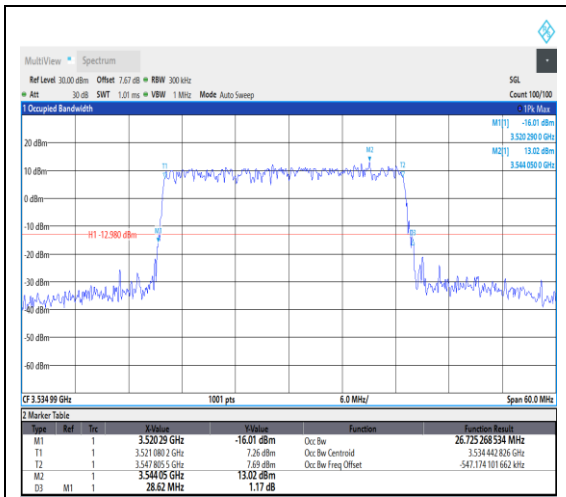 MultiView Spectrum
Ref Level 30.00 dBm Offset 7.67 dB RBW 300 kHz SGL
Att 30 dB SWT 1.01 ms VBW 1 MHz Mode Auto Sweep Count 100/100
1 Occupied Bandwidth 1Pk Max
M1[1] -16.01 dBm
3.520 290 0 GHz
M2[1] 13.02 dBm
3.544 050 0 GHz
20 dBm
M2
T1 T2
10 dBm
0 dBm
-10 dBm
H1 -12.980 dBm
-20 dBm
-30 dBm
-40 dBm
-50 dBm
-60 dBm
CF 3.534 99 GHz 1001 pts 6.0 MHz/ Span 60.0 MHz
2 Marker Table
Type Ref Trc X-Value Y-Value Function Function Result
M1 1 3.520 29 GHz -16.01 dBm Occ Bw 26.725 268 534 MHz
T1 1 3.521 080 2 GHz 7.26 dBm Occ Bw Centroid 3.534 442 826 GHz
T2 1 3.547 805 5 GHz 7.69 dBm Occ Bw Freq Offset -547.174 101 662 kHz
M2 1 3.544 05 GHz 13.02 dBm
D3 M1 1 28.62 MHz 1.17 dB